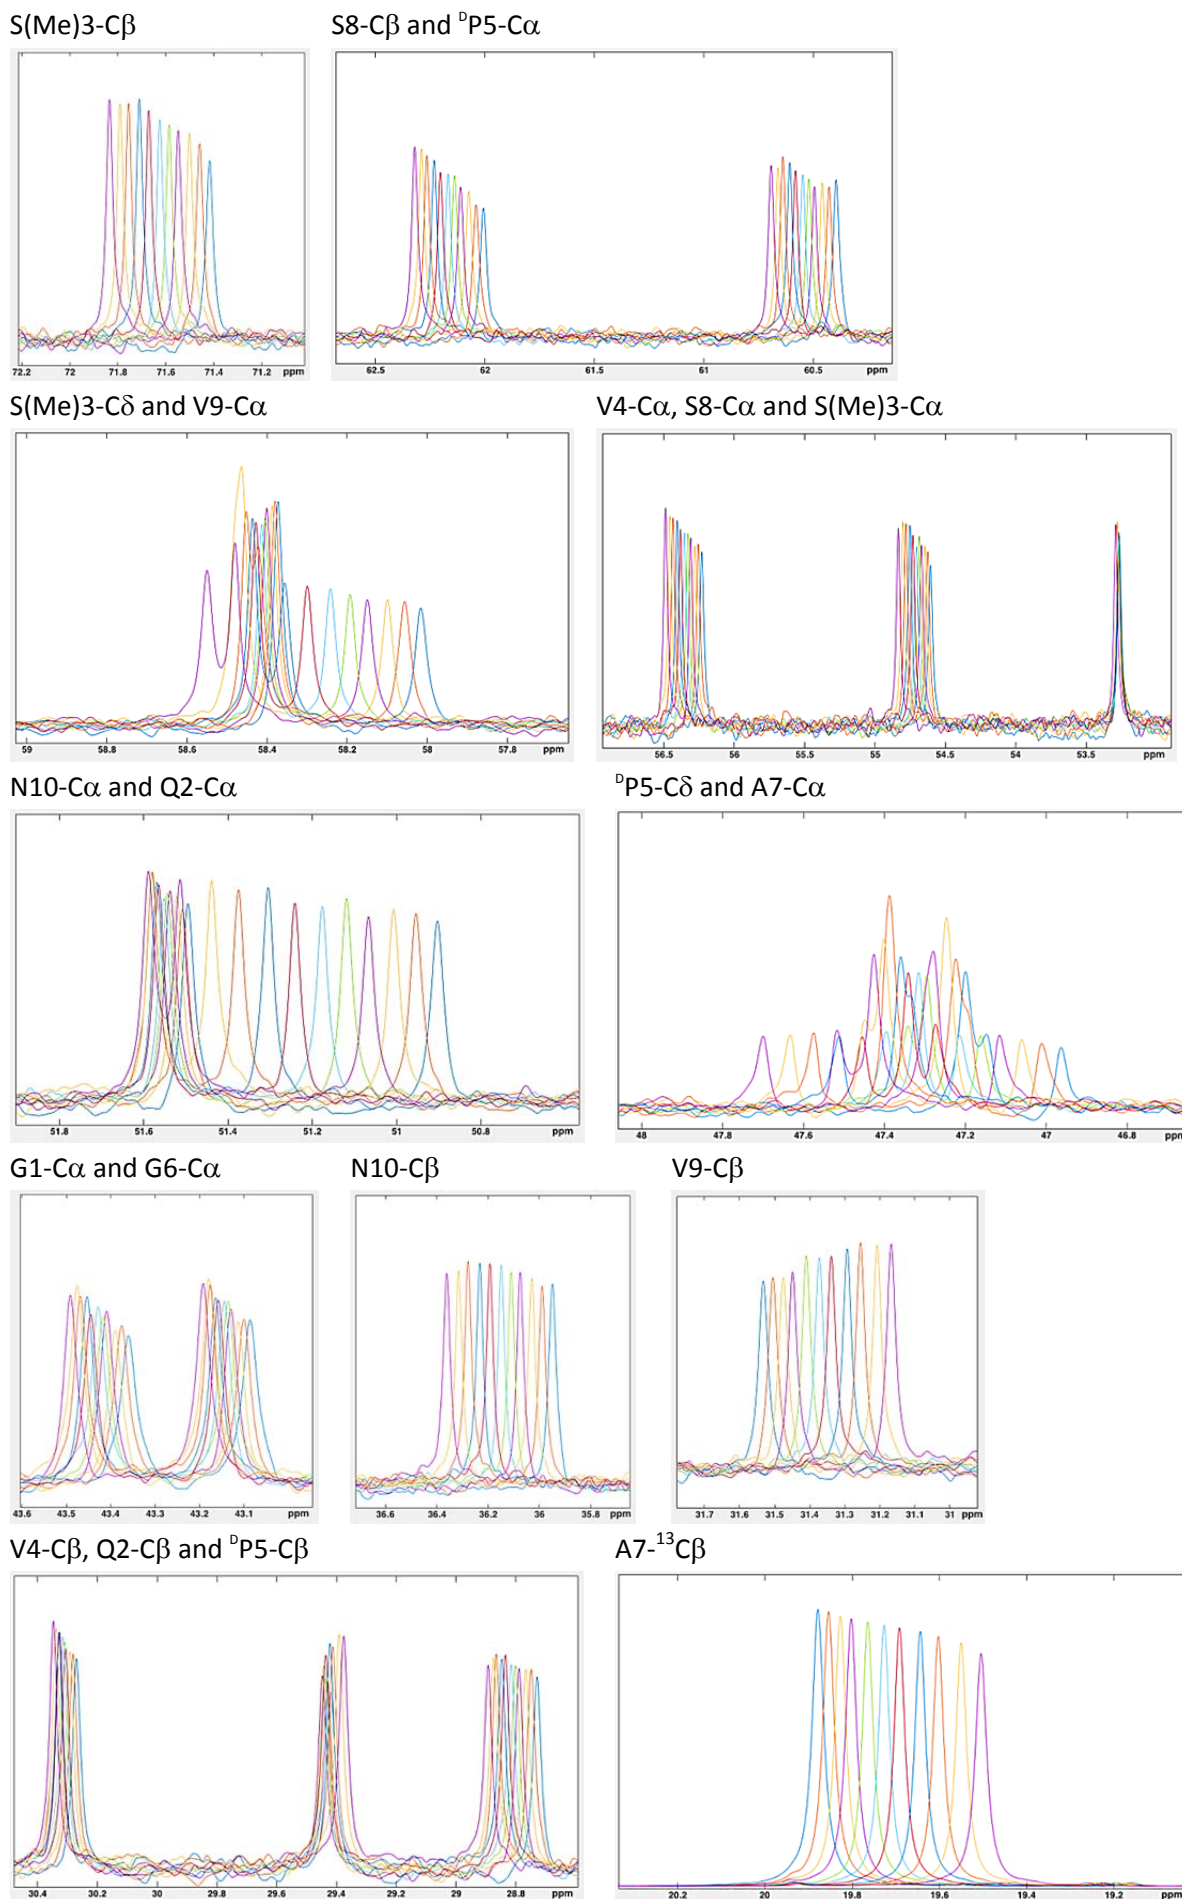 S(Me)3-Cβ
S8-Cβ and ᴰP5-Cα
72.2 72 71.8 71.6 71.4 71.2 ppm
62.5 62 61.5 61 60.5 ppm
S(Me)3-Cδ and V9-Cα
V4-Cα, S8-Cα and S(Me)3-Cα
59 58.8 58.6 58.4 58.2 58 57.8 ppm
56.5 56 55.5 55 54.5 54 53.5 ppm
N10-Cα and Q2-Cα
ᴰP5-Cδ and A7-Cα
51.8 51.6 51.4 51.2 51 50.8 ppm
48 47.8 47.6 47.4 47.2 47 46.8 ppm
G1-Cα and G6-Cα
N10-Cβ
V9-Cβ
43.6 43.5 43.4 43.3 43.2 43.1 ppm
36.6 36.4 36.2 36 35.8 ppm
31.7 31.6 31.5 31.4 31.3 31.2 31.1 31 ppm
V4-Cβ, Q2-Cβ and ᴰP5-Cβ
A7-¹³Cβ
30.4 30.2 30 29.8 29.6 29.4 29.2 29 28.8 ppm
20.2 20 19.8 19.6 19.4 19.2 ppm